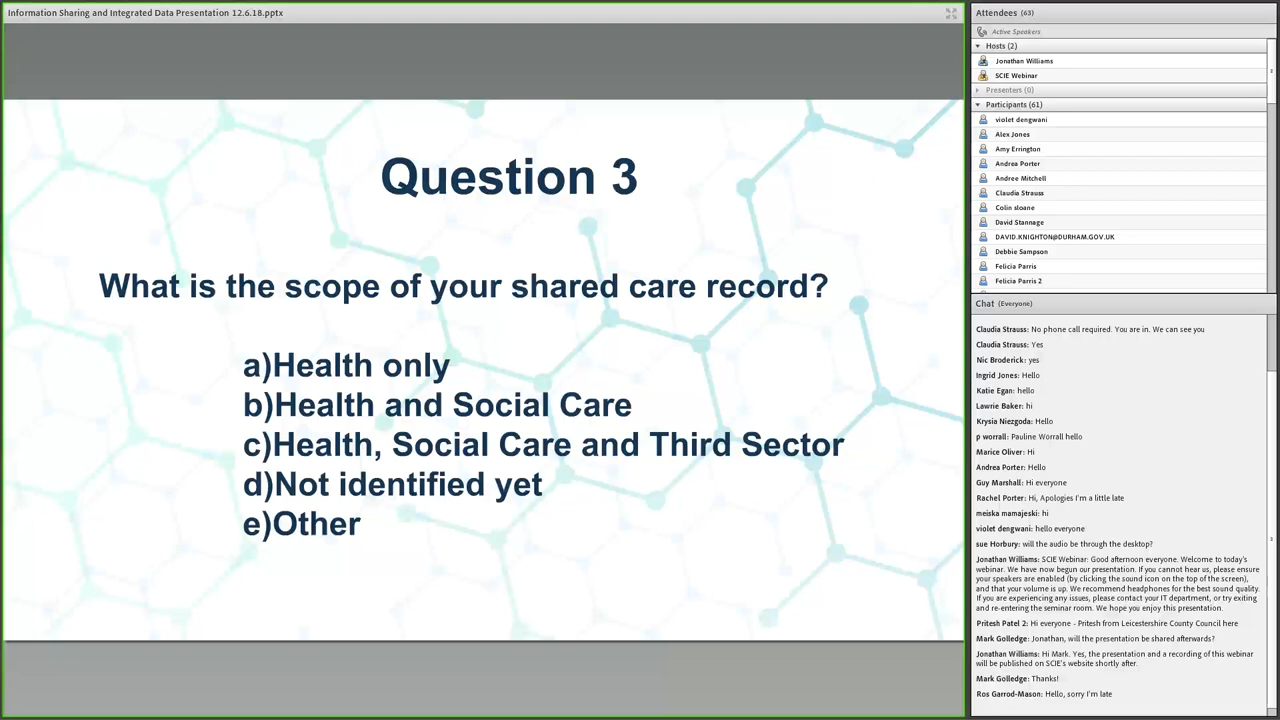 Information Sharing and Integrated Data Presentation 12.6.18.pptx
Question 3
What is the scope of your shared care record?
a)Health only
b)Health and Social Care
c)Health, Social Care and Third Sector
d)Not identified yet
e)Other
Attendees (63)
Active Speakers
Hosts (2)
Jonathan Williams
SCIE Webinar
Presenters (0)
Participants (61)
violet dengwani
Alex Jones
Amy Errington
Andrea Porter
Andree Mitchell
Claudia Strauss
Colin sloane
David Stannage
DAVID.KNIGHTON@DURHAM.GOV.UK
Debbie Sampson
Felicia Parris
Felicia Parris 2
Chat (Everyone)
Claudia Strauss: No phone call required. You are in. We can see you
Claudia Strauss: Yes
Nic Broderick: yes
Ingrid Jones: Hello
Katie Egan: hello
Lawrie Baker: hi
Krysia Niezgoda: Hello
p worrall: Pauline Worrall hello
Marice Oliver: Hi
Andrea Porter: Hello
Guy Marshall: Hi everyone
Rachel Porter: Hi, Apologies I'm a little late
meiska mamajeski: hi
violet dengwani: hello everyone
sue Horbury: will the audio be through the desktop?
Jonathan Williams: SCIE Webinar: Good afternoon everyone. Welcome to today's
webinar. We have now begun our presentation. If you cannot hear us, please ensure
your speakers are enabled (by clicking the sound icon on the top of the screen),
and that your volume is up. We recommend headphones for the best sound quality.
If you are experiencing any issues, please contact your IT department, or try exiting
and re-entering the seminar room. We hope you enjoy this presentation.
Pritesh Patel 2: Hi everyone - Pritesh from Leicestershire County Council here
Mark Golledge: Jonathan, will the presentation be shared afterwards?
Jonathan Williams: Hi Mark. Yes, the presentation and a recording of this webinar
will be published on SCIE's website shortly after.
Mark Golledge: Thanks!
Ros Garrod-Mason: Hello, sorry I'm late